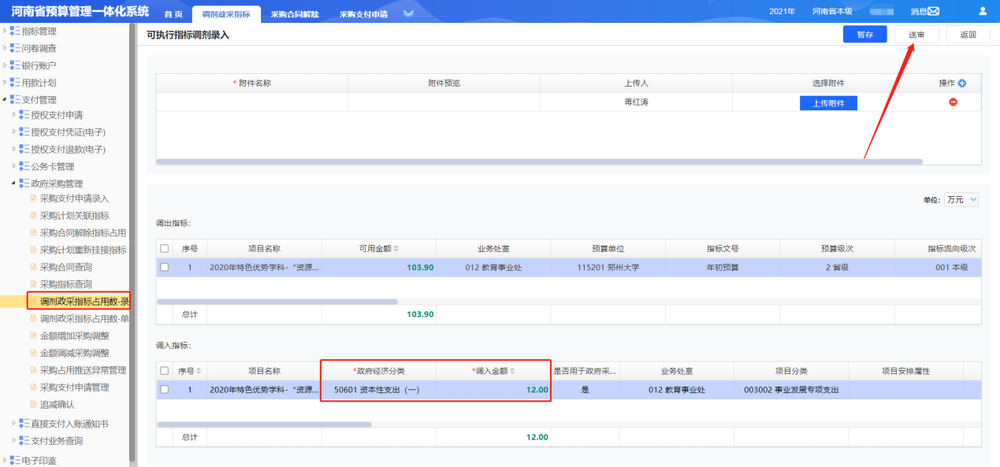 河南省预算管理一体化系统 首页 调剂政采指标 采购合同解除 采购支付申请 2021年 河南省本级 消息
指标管理
问卷调查
银行账户
用款计划
支付管理
授权支付申请
授权支付凭证(电子)
授权支付退款(电子)
公务卡管理
政府采购管理
采购支付申请录入
采购计划关联指标
采购合同解除指标占用
采购计划重新挂接指标
采购合同查询
采购指标查询
调剂政采指标占用数-录
调剂政采指标占用数-单
金额增加采购调整
金额调减采购调整
采购占用推送异常管理
采购支付申请管理
追减确认
直接支付入账通知书
支付业务查询
电子印鉴
可执行指标调剂录入 暂存 送审 返回
* 附件名称 附件预览 上传人 选择附件 操作
蒋红涛 上传附件
单位: 万元
调出指标:
序号 项目名称 可用金额 业务处室 预算单位 指标文号 预算级次 指标流向级次
1 2020年特色优势学科-“资源... 103.90 012 教育事业处 115201 郑州大学 年初预算 2 省级 001 本级
总计 103.90
调入指标:
序号 项目名称 *政府经济分类 *调入金额 是否用于政府采... 业务处室 项目分类 项目安排属性
1 2020年特色优势学科-“资源... 50601 资本性支出（一） 12.00 是 012 教育事业处 003002 事业发展专项支出
总计 12.00